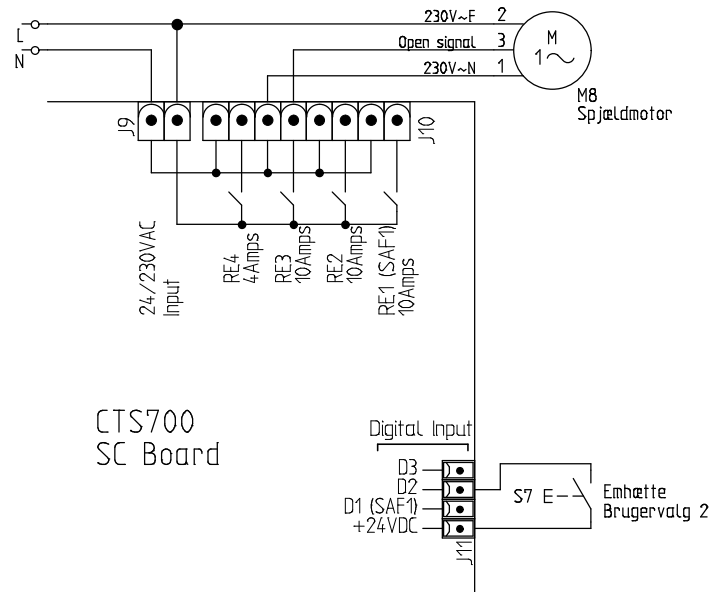 230V~F 2
L
Open signal 3
N
230V~N 1
M
1~
M8
Spjældmotor
J9
J10
24/230VAC
Input
RE4
4Amps
RE3
10Amps
RE2
10Amps
RE1 (SAF1)
10Amps
CTS700
SC Board
Digital Input
D3
D2
D1 (SAF1)
+24VDC
J11
S7 E
Emhætte
Brugervalg 2